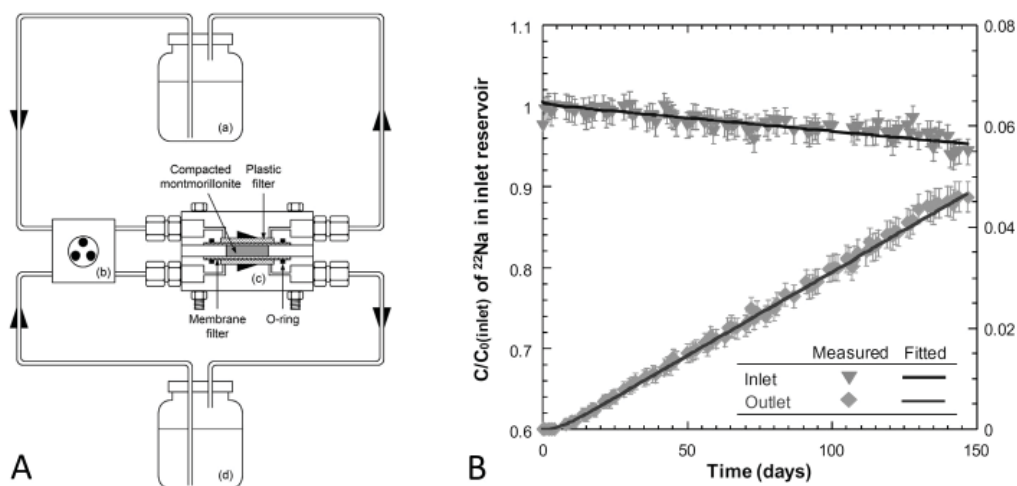 (a)
Compacted
montmorillonite
Plastic
filter
(b)
(c)
Membrane
filter
O-ring
(d)
A
1.1
1
0.9
0.8
0.7
0.6
C/C0(inlet) of 22Na in inlet reservoir
0.08
0.06
0.04
0.02
0
Measured Fitted
Inlet
Outlet
0 50 100 150
Time (days)
B